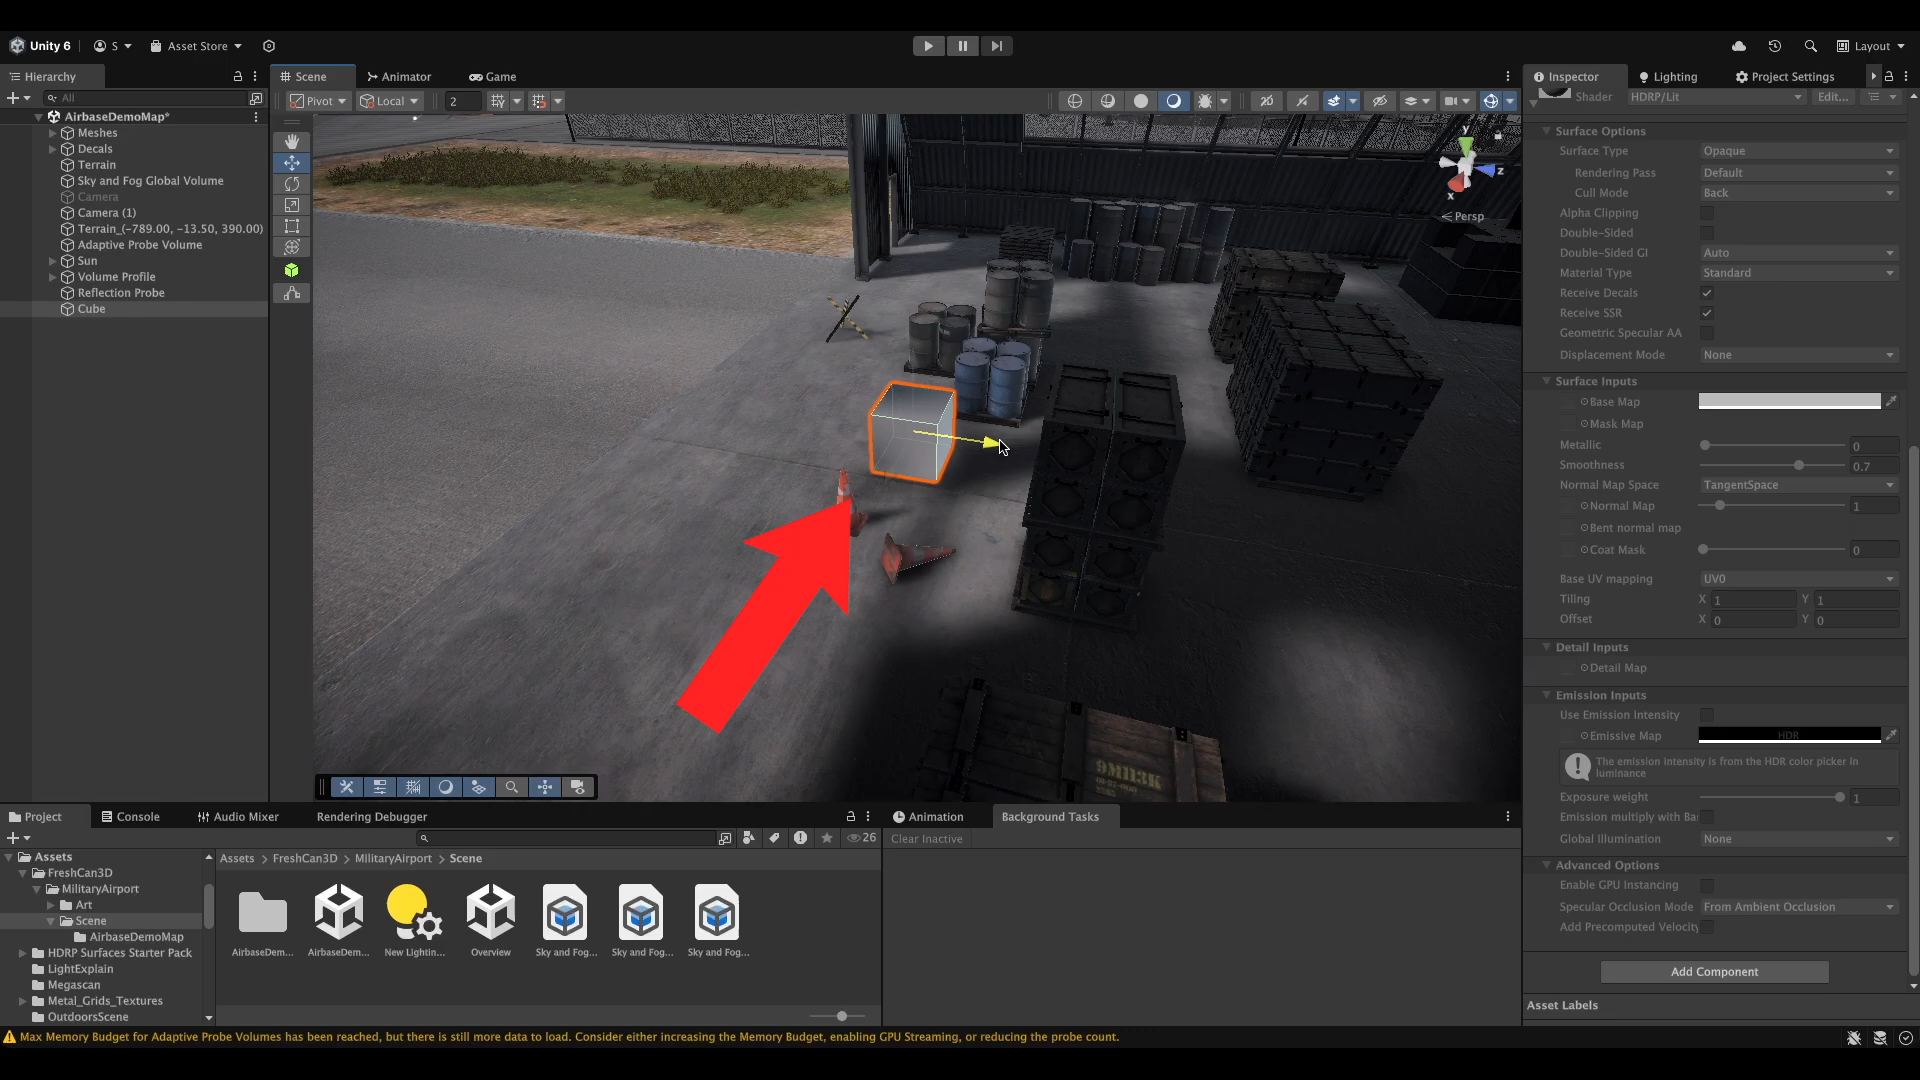 Unity 6
S
Asset Store
Layout
Hierarchy
All
AirbaseDemoMap*
Meshes
Decals
Terrain
Sky and Fog Global Volume
Camera
Camera (1)
Terrain_(-789.00, -13.50, 390.00)
Adaptive Probe Volume
Sun
Volume Profile
Reflection Probe
Cube
Scene
Animator
Game
Pivot
Local
2
2D
y
z
x
Persp
9M113K
Inspector
Lighting
Project Settings
Shader
HDRP/Lit
Edit...
Surface Options
Surface Type
Opaque
Rendering Pass
Default
Cull Mode
Back
Alpha Clipping
Double-Sided
Double-Sided GI
Auto
Material Type
Standard
Receive Decals
Receive SSR
Geometric Specular AA
Displacement Mode
None
Surface Inputs
Base Map
Mask Map
Metallic
0
Smoothness
0.7
Normal Map Space
TangentSpace
Normal Map
1
Bent normal map
Coat Mask
0
Base UV mapping
UV0
Tiling
X 1
Y 1
Offset
X 0
Y 0
Detail Inputs
Detail Map
Emission Inputs
Use Emission Intensity
Emissive Map
HDR
The emission intensity is from the HDR color picker in
luminance
Exposure weight
1
Emission multiply with Ba
Global Illumination
None
Advanced Options
Enable GPU Instancing
Specular Occlusion Mode
From Ambient Occlusion
Add Precomputed Velocity
Add Component
Asset Labels
Project
Console
Audio Mixer
Rendering Debugger
26
Assets
FreshCan3D
MilitaryAirport
Art
Scene
AirbaseDemoMap
HDRP Surfaces Starter Pack
LightExplain
Megascan
Metal_Grids_Textures
OutdoorsScene
Assets > FreshCan3D > MilitaryAirport > Scene
AirbaseDem...
AirbaseDem...
New Lightin...
Overview
Sky and Fog...
Sky and Fog...
Sky and Fog...
Animation
Background Tasks
Clear Inactive
Max Memory Budget for Adaptive Probe Volumes has been reached, but there is still more data to load. Consider either increasing the Memory Budget, enabling GPU Streaming, or reducing the probe count.